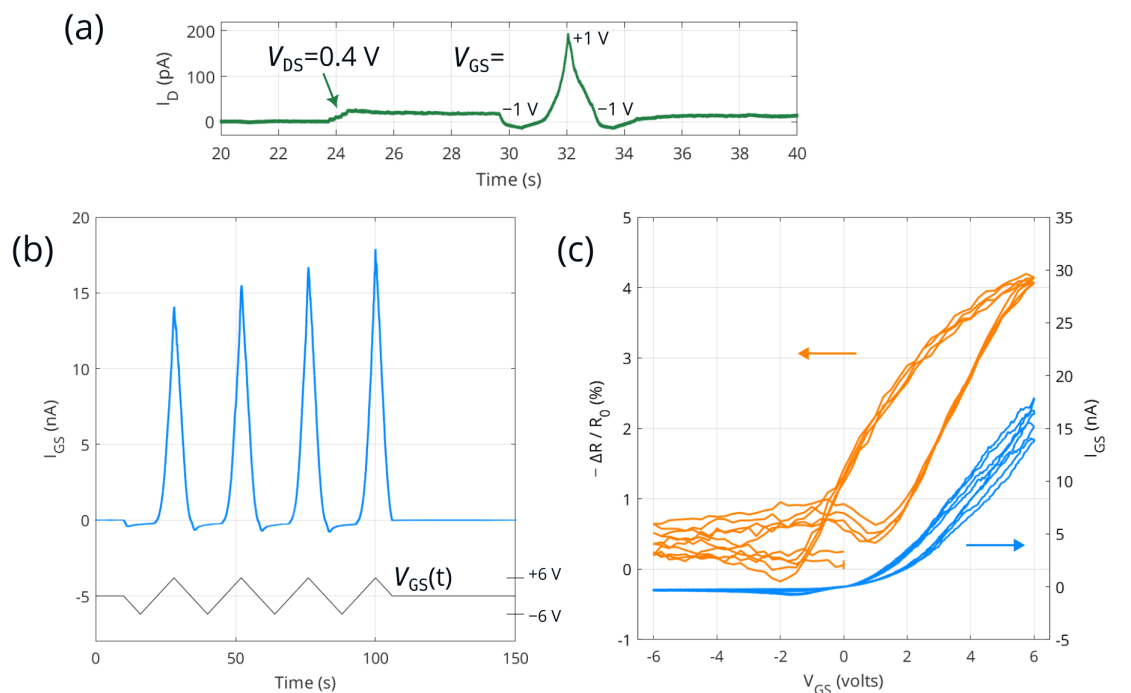 (a)
I_D (pA)
200
100
0
V_DS=0.4 V
V_GS=
+1 V
−1 V
−1 V
20 22 24 26 28 30 32 34 36 38 40
Time (s)
(b)
I_GS (nA)
20
15
10
5
0
-5
V_GS(t)
+6 V
−6 V
0 50 100 150
Time (s)
(c)
− ΔR / R_0 (%)
5
4
3
2
1
0
-1
I_GS (nA)
35
30
25
20
15
10
5
0
-5
-6 -4 -2 0 2 4 6
V_GS (volts)